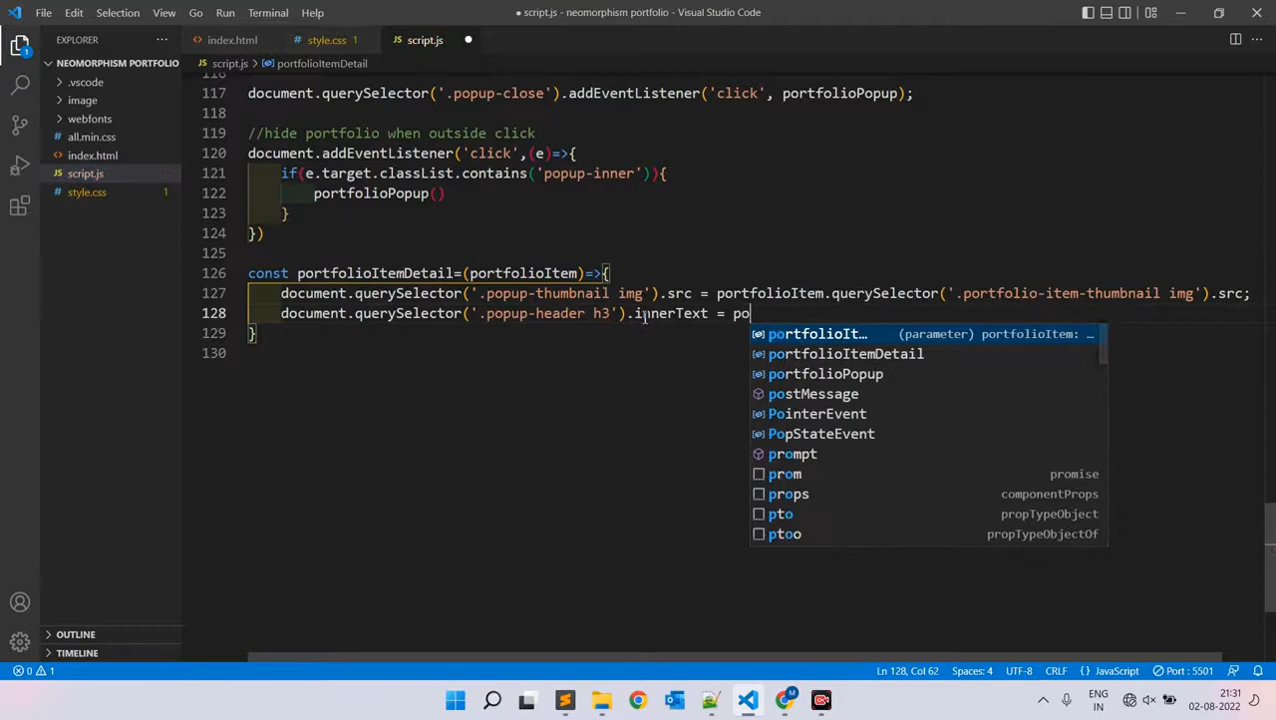 File Edit Selection View Go Run Terminal Help
● script.js - neomorphism portfolio - Visual Studio Code
EXPLORER ···
index.html
style.css 1
script.js ●
NEOMORPHISM PORTFOLIO
script.js > portfolioItemDetail
.vscode
image
webfonts
all.min.css
index.html
script.js
style.css 1
116
117 document.querySelector('.popup-close').addEventListener('click', portfolioPopup);
118
119 //hide portfolio when outside click
120 document.addEventListener('click',(e)=>{
121 if(e.target.classList.contains('popup-inner')){
122 portfolioPopup()
123 }
124 })
125
126 const portfolioItemDetail=(portfolioItem)=>{
127 document.querySelector('.popup-thumbnail img').src = portfolioItem.querySelector('.portfolio-item-thumbnail img').src;
128 document.querySelector('.popup-header h3').innerText = po
129 }
130
portfolioIt… (parameter) portfolioItem: …
portfolioItemDetail
portfolioPopup
postMessage
PointerEvent
PopStateEvent
prompt
prom promise
props componentProps
pto propTypeObject
ptoo propTypeObjectOf
OUTLINE
TIMELINE
1
0 1 Ln 128, Col 62 Spaces: 4 UTF-8 CRLF {} JavaScript Port : 5501
M
ENG
IN
21:31
02-08-2022